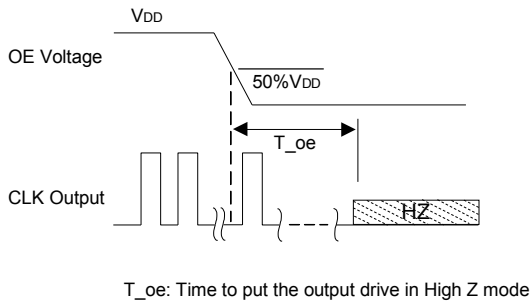 VDD
OE Voltage
50%VDD
T_oe
CLK Output
HZ
T_oe: Time to put the output drive in High Z mode